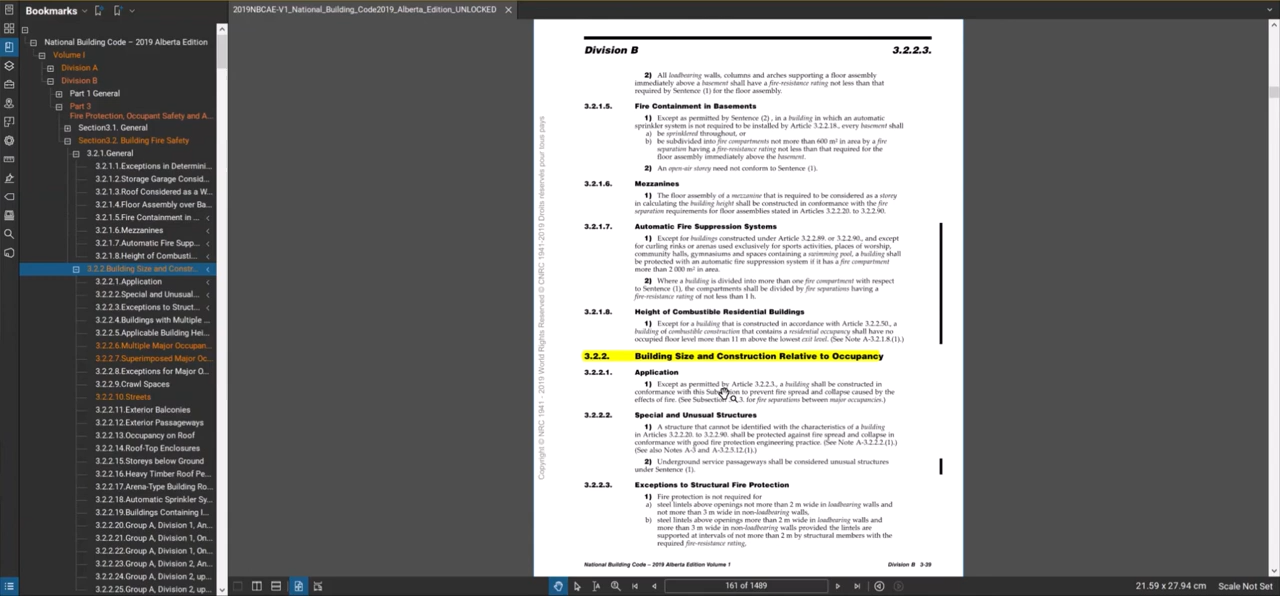 Bookmarks
2019NBCAE-V1_National_Building_Code2019_Alberta_Edition_UNLOCKED
National Building Code – 2019 Alberta Edition
Volume I
Division A
Division B
Part 1 General
Part 3
Fire Protection, Occupant Safety and A...
Section3.1. General
Section3.2. Building Fire Safety
3.2.1.General
3.2.1.1.Exceptions in Determini...
3.2.1.2.Storage Garage Consid...
3.2.1.3.Roof Considered as a W...
3.2.1.4.Floor Assembly over Ba...
3.2.1.5.Fire Containment in ...
3.2.1.6.Mezzanines
3.2.1.7.Automatic Fire Supp...
3.2.1.8.Height of Combusti...
3.2.2.Building Size and Constr...
3.2.2.1.Application
3.2.2.2.Special and Unusual...
3.2.2.3.Exceptions to Struct...
3.2.2.4.Buildings with Multiple ...
3.2.2.5.Applicable Building Hei...
3.2.2.6.Multiple Major Occupan...
3.2.2.7.Superimposed Major Oc...
3.2.2.8.Exceptions for Major O...
3.2.2.9.Crawl Spaces
3.2.2.10.Streets
3.2.2.11.Exterior Balconies
3.2.2.12.Exterior Passageways
3.2.2.13.Occupancy on Roof
3.2.2.14.Roof-Top Enclosures
3.2.2.15.Storeys below Ground
3.2.2.16.Heavy Timber Roof Pe...
3.2.2.17.Arena-Type Building Ro...
3.2.2.18.Automatic Sprinkler Sy...
3.2.2.19.Buildings Containing I...
3.2.2.20.Group A, Division 1, An...
3.2.2.21.Group A, Division 1, On...
3.2.2.22.Group A, Division 1, On...
3.2.2.23.Group A, Division 2, An...
3.2.2.24.Group A, Division 2, up...
3.2.2.25.Group A, Division 2, up...
Division B 3.2.2.3.
2) All loadbearing walls, columns and arches supporting a floor assembly
immediately above a basement shall have a fire-resistance rating not less than that
required by Sentence (1) for the floor assembly.
3.2.1.5. Fire Containment in Basements
1) Except as permitted by Sentence (2) , in a building in which an automatic
sprinkler system is not required to be installed by Article 3.2.2.18., every basement shall
a) be sprinklered throughout, or
b) be subdivided into fire compartments not more than 600 m² in area by a fire
separation having a fire-resistance rating not less than that required for the
floor assembly immediately above the basement.
2) An open-air storey need not conform to Sentence (1).
3.2.1.6. Mezzanines
1) The floor assembly of a mezzanine that is required to be considered as a storey
in calculating the building height shall be constructed in conformance with the fire
separation requirements for floor assemblies stated in Articles 3.2.2.20. to 3.2.2.90.
3.2.1.7. Automatic Fire Suppression Systems
1) Except for buildings constructed under Article 3.2.2.89. or 3.2.2.90., and except
for curling rinks or arenas used exclusively for sports activities, places of worship,
community halls, gymnasiums and spaces containing a swimming pool, a building shall
be protected with an automatic fire suppression system if it has a fire compartment
more than 2 000 m² in area.
2) Where a building is divided into more than one fire compartment with respect
to Sentence (1), the compartments shall be divided by fire separations having a
fire-resistance rating of not less than 1 h.
3.2.1.8. Height of Combustible Residential Buildings
1) Except for a building that is constructed in accordance with Article 3.2.2.50., a
building of combustible construction that contains a residential occupancy shall have no
occupied floor level more than 11 m above the lowest exit level. (See Note A-3.2.1.8.(1).)
3.2.2. Building Size and Construction Relative to Occupancy
3.2.2.1. Application
1) Except as permitted by Article 3.2.2.3., a building shall be constructed in
conformance with this Subsection to prevent fire spread and collapse caused by the
effects of fire. (See Subsection 3. for fire separations between major occupancies.)
3.2.2.2. Special and Unusual Structures
1) A structure that cannot be identified with the characteristics of a building
in Articles 3.2.2.20. to 3.2.2.90. shall be protected against fire spread and collapse in
conformance with good fire protection engineering practice. (See Note A-3.2.2.2.(1).)
(See also Notes A-3 and A-3.2.5.12.(1).)
2) Underground service passageways shall be considered unusual structures
under Sentence (1).
3.2.2.3. Exceptions to Structural Fire Protection
1) Fire protection is not required for
a) steel lintels above openings not more than 2 m wide in loadbearing walls and
not more than 3 m wide in non-loadbearing walls,
b) steel lintels above openings more than 2 m wide in loadbearing walls and
more than 3 m wide in non-loadbearing walls provided the lintels are
supported at intervals of not more than 2 m by structural members with the
required fire-resistance rating,
National Building Code – 2019 Alberta Edition Volume 1 Division B 3-39
Copyright © NRC 1941 - 2019 World Rights Reserved © CNRC 1941-2019 Droits réservés pour tous pays
161 of 1489
21.59 x 27.94 cm
Scale Not Set